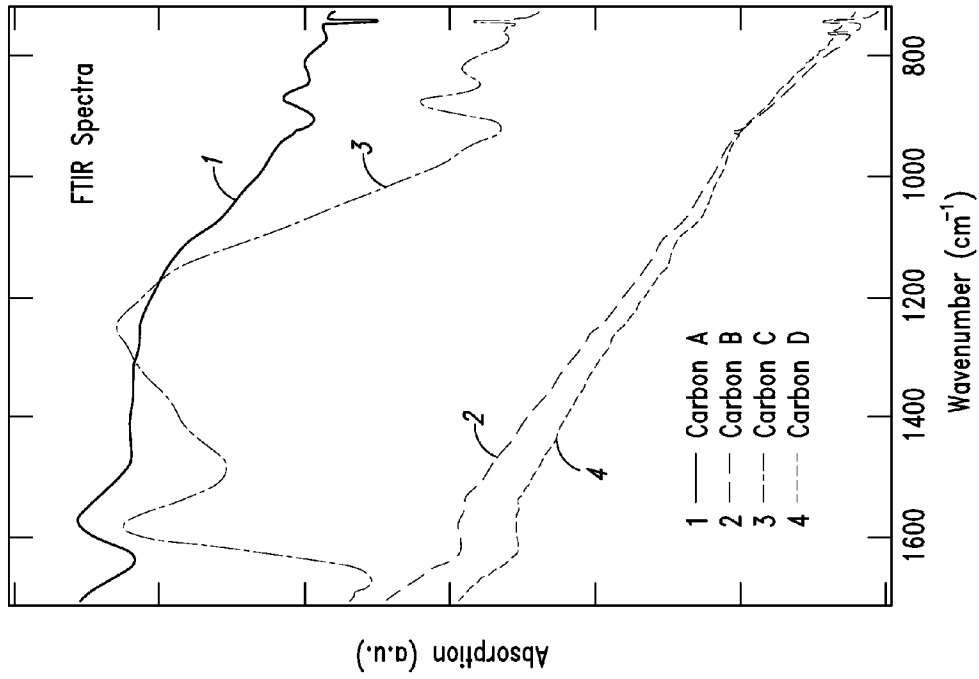 FTIR Spectra
1
3
2
4
1 Carbon A
2 Carbon B
3 Carbon C
4 Carbon D
1600 1400 1200 1000 800
Wavenumber (cm⁻¹)
Absorption (a.u.)